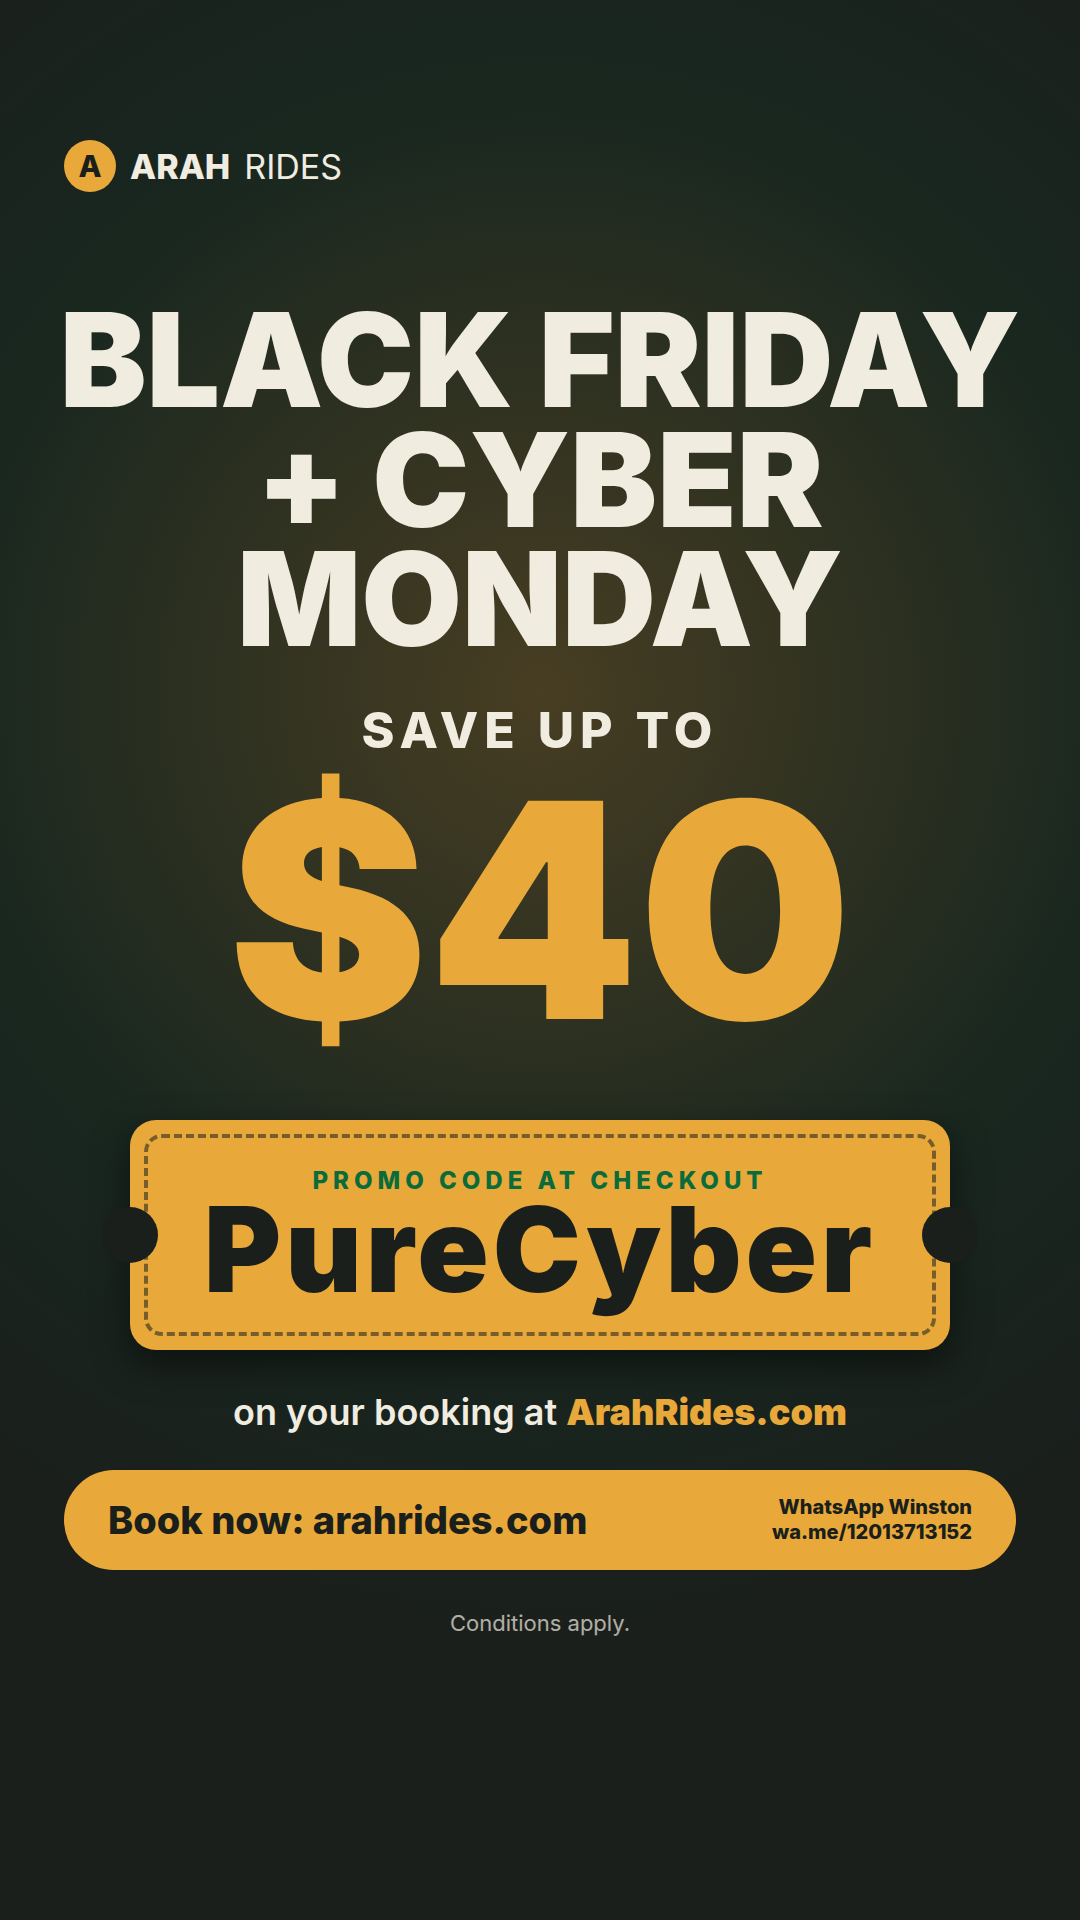 A ARAH RIDES
BLACK FRIDAY
+ CYBER
MONDAY
SAVE UP TO
$40
PROMO CODE AT CHECKOUT
PureCyber
on your booking at ArahRides.com
Book now: arahrides.com
WhatsApp Winston
wa.me/12013713152
Conditions apply.